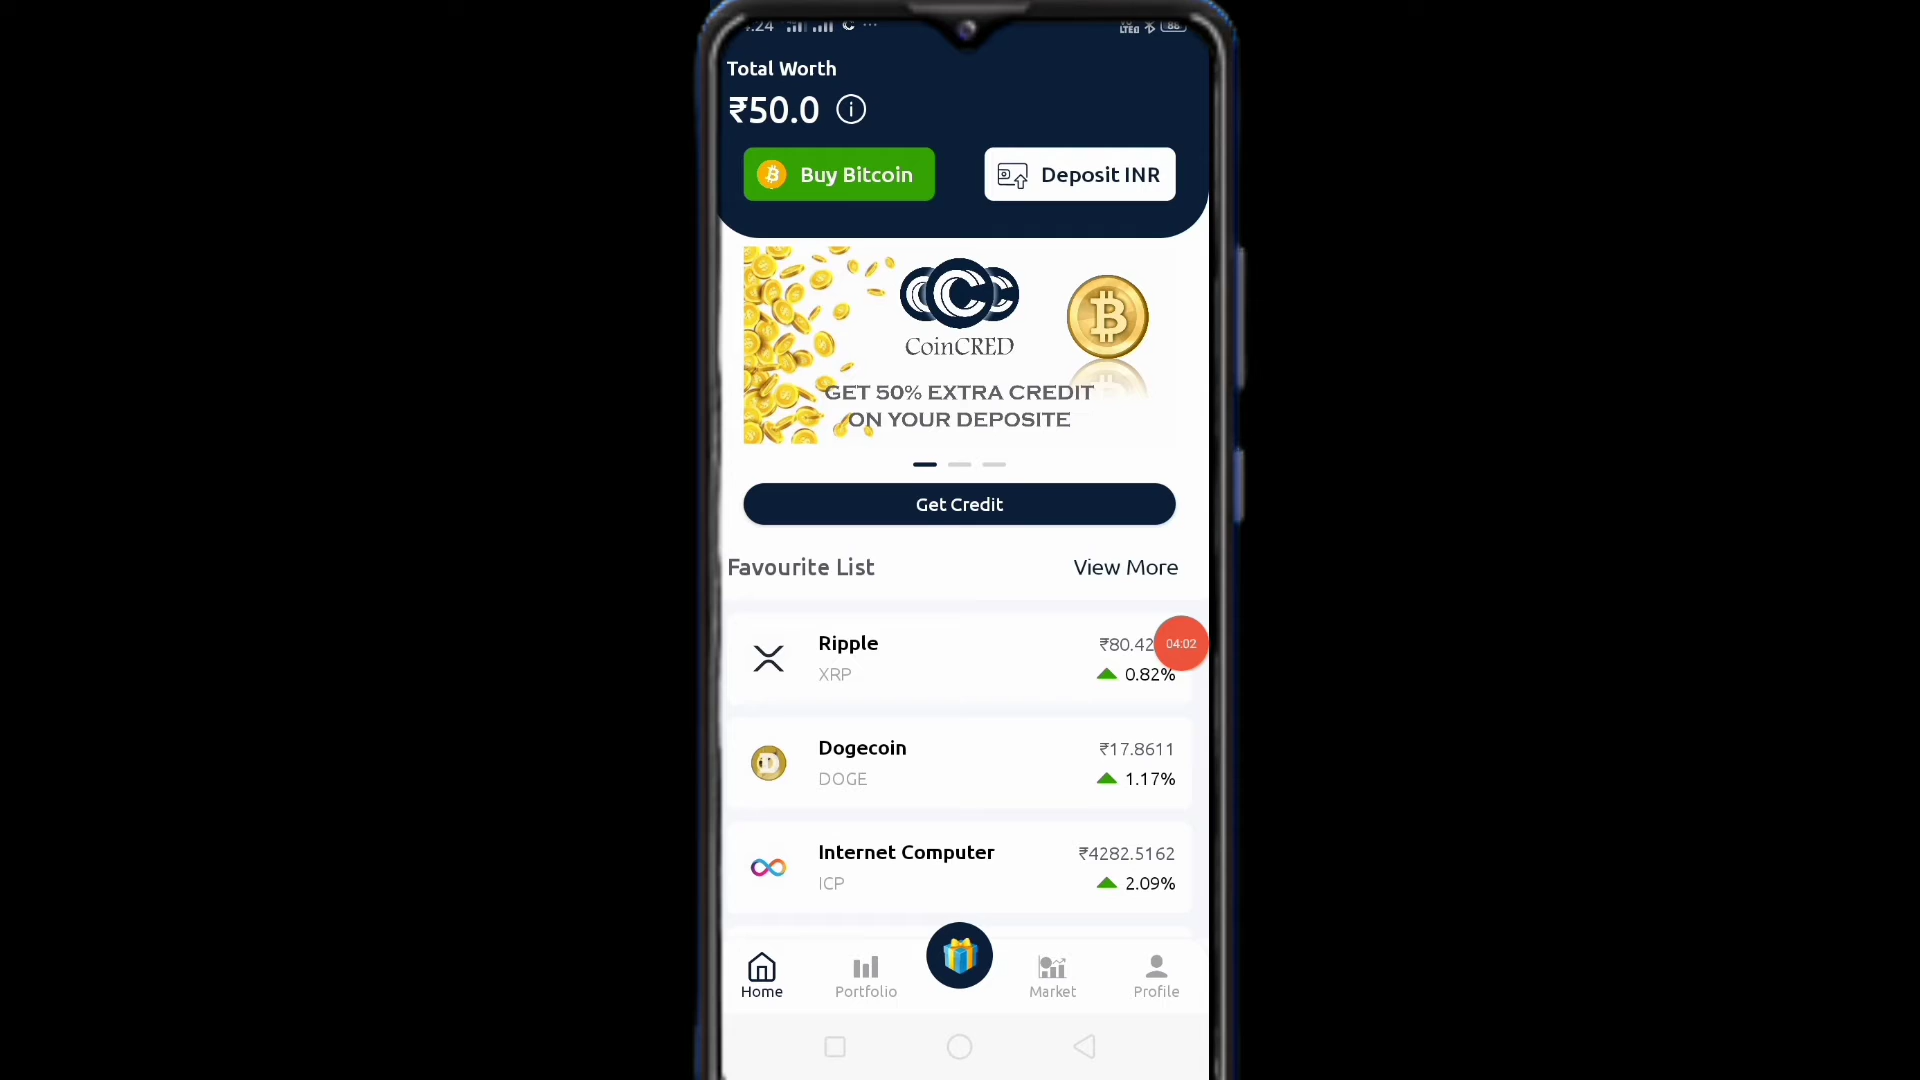 Total Worth
₹50.0
Buy Bitcoin
Deposit INR
CoinCRED
GET 50% EXTRA CREDIT
ON YOUR DEPOSITE
Get Credit
Favourite List
View More
Ripple
₹80.42
04:02
XRP
0.82%
Dogecoin
₹17.8611
DOGE
1.17%
Internet Computer
₹4282.5162
ICP
2.09%
Home
Portfolio
Market
Profile